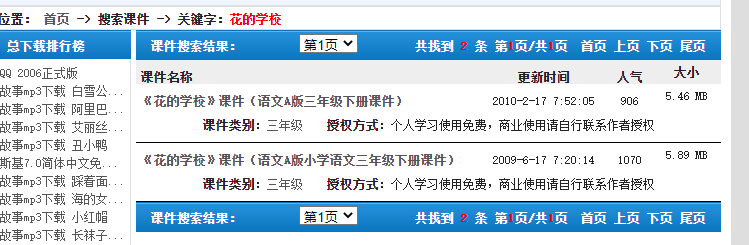 位置： 首页 —> 搜索课件 —> 关键字：花的学校
总下载排行榜
QQ 2006正式版
故事mp3下载 白雪公...
故事mp3下载 阿里巴...
故事mp3下载 艾丽丝...
故事mp3下载 丑小鸭
斯基7.0简体中文免...
故事mp3下载 踩着面...
故事mp3下载 海的女...
故事mp3下载 小红帽
故事mp3下载 长袜子...
课件搜索结果： 第1页 共找到 2 条 第1页/共1页 首页 上页 下页 尾页
课件名称 更新时间 人气 大小
《花的学校》课件（语文A版三年级下册课件） 2010-2-17 7:52:05 906 5.46 MB
课件类别：三年级 授权方式：个人学习使用免费，商业使用请自行联系作者授权
《花的学校》课件（语文A版小学语文三年级下册课件） 2009-6-17 7:20:14 1070 5.89 MB
课件类别：三年级 授权方式：个人学习使用免费，商业使用请自行联系作者授权
课件搜索结果： 第1页 共找到 2 条 第1页/共1页 首页 上页 下页 尾页